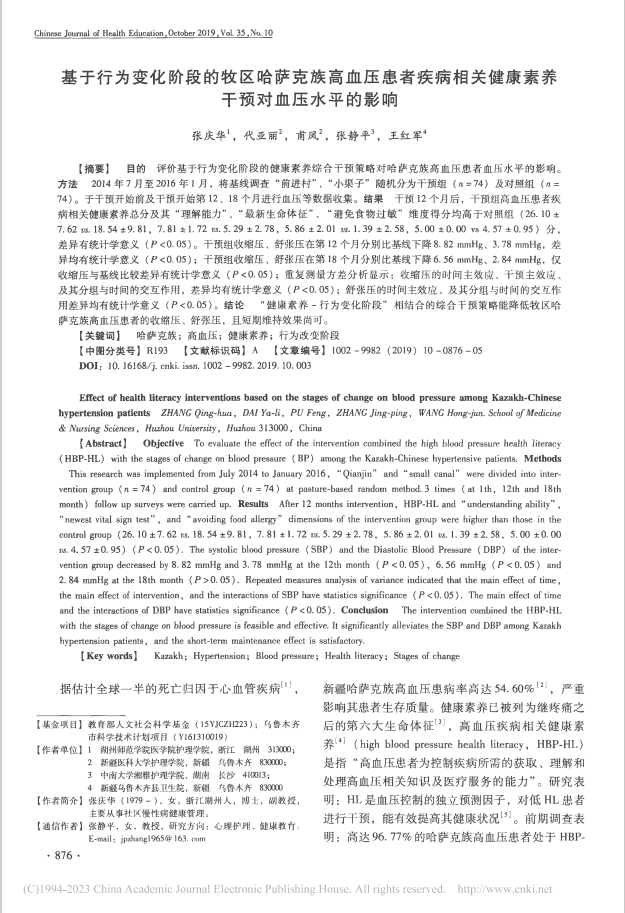 Chinese Journal of Health Education, October 2019, Vol. 35, No. 10
基于行为变化阶段的牧区哈萨克族高血压患者疾病相关健康素养
干预对血压水平的影响
张庆华1，代亚丽2，甫凤2，张静平3，王红军4
【摘要】 目的 评价基于行为变化阶段的健康素养综合干预策略对哈萨克族高血压患者血压水平的影响。
方法 2014年7月至2016年1月，将基线调查“前进村”、“小渠子”随机分为干预组（n=74）及对照组（n=
74）。于干预开始前及干预开始第12、18个月进行血压等数据收集。结果 干预12个月后，干预组高血压患者疾
病相关健康素养总分及其“理解能力”、“最新生命体征”、“避免食物过敏”维度得分均高于对照组（26.10±
7.62 vs. 18.54±9.81，7.81±1.72 vs. 5.29±2.78，5.86±2.01 vs. 1.39±2.58，5.00±0.00 vs 4.57±0.95）分，
差异有统计学意义（P<0.05）。干预组收缩压、舒张压在第12个月分别比基线下降8.82 mmHg、3.78 mmHg，差
异均有统计学意义（P<0.05）；干预组收缩压、舒张压在第18个月分别比基线下降6.56 mmHg、2.84 mmHg，仅
收缩压与基线比较差异有统计学意义（P<0.05）；重复测量方差分析显示：收缩压的时间主效应、干预主效应、
及其分组与时间的交互作用，差异均有统计学意义（P<0.05）；舒张压的时间主效应、及其分组与时间的交互作
用差异均有统计学意义（P<0.05）。结论 “健康素养-行为变化阶段”相结合的综合干预策略能降低牧区哈
萨克族高血压患者的收缩压、舒张压，且短期维持效果尚可。
【关键词】 哈萨克族；高血压；健康素养；行为改变阶段
【中图分类号】R193 【文献标识码】A 【文章编号】1002-9982（2019）10-0876-05
DOI：10.16168/j.cnki.issn.1002-9982.2019.10.003
Effect of health literacy interventions based on the stages of change on blood pressure among Kazakh-Chinese
hypertension patients ZHANG Qing-hua, DAI Ya-li, PU Feng, ZHANG Jing-ping, WANG Hong-jun. School of Medicine
& Nursing Sciences, Huzhou University, Huzhou 313000, China
【Abstract】 Objective To evaluate the effect of the intervention combined the high blood pressure health literacy
(HBP-HL) with the stages of change on blood pressure (BP) among the Kazakh-Chinese hypertensive patients. Methods
This research was implemented from July 2014 to January 2016, “Qianjin” and “small canal” were divided into inter-
vention group (n=74) and control group (n=74) at pasture-based random method. 3 times (at 1th, 12th and 18th
month) follow up surveys were carried up. Results After 12 months intervention, HBP-HL and “understanding ability”,
“newest vital sign test”, and “avoiding food allergy” dimensions of the intervention group were higher than those in the
control group (26.10±7.62 vs. 18.54±9.81, 7.81±1.72 vs. 5.29±2.78, 5.86±2.01 vs. 1.39±2.58, 5.00±0.00
vs. 4.57±0.95) (P<0.05). The systolic blood pressure (SBP) and the Diastolic Blood Pressure (DBP) of the inter-
vention group decreased by 8.82 mmHg and 3.78 mmHg at the 12th month (P<0.05), 6.56 mmHg (P<0.05) and
2.84 mmHg at the 18th month (P>0.05). Repeated measures analysis of variance indicated that the main effect of time,
the main effect of intervention, and the interactions of SBP have statistics significance (P<0.05). The main effect of time
and the interactions of DBP have statistics significance (P<0.05). Conclusion The intervention combined the HBP-HL
with the stages of change on blood pressure is feasible and effective. It significantly alleviates the SBP and DBP among Kazakh
hypertension patients, and the short-term maintenance effect is satisfactory.
【Key words】 Kazakh; Hypertension; Blood pressure; Health literacy; Stages of change
据估计全球一半的死亡归因于心血管疾病[1]，
【基金项目】教育部人文社会科学基金（15YJCZH223）；乌鲁木齐
市科学技术计划项目（Y161310019）
【作者单位】1 湖州师范学院医学院护理学院，浙江 湖州 313000；
2 新疆医科大学护理学院，新疆 乌鲁木齐 830000；
3 中南大学湘雅护理学院，湖南 长沙 410013；
4 新疆乌鲁木齐县卫生院，新疆 乌鲁木齐 830000
【作者简介】张庆华（1979-），女，浙江湖州人，博士，副教授，
主要从事社区慢性病健康管理。
【通信作者】张静平，女，教授，研究方向：心理护理、健康教育。
E-mail：jpzhang1965@163.com
·876·
新疆哈萨克族高血压患病率高达54.60%[2]，严重
影响其患者生存质量。健康素养已被列为继疼痛之
后的第六大生命体征[3]，高血压疾病相关健康素
养[4]（high blood pressure health literacy，HBP-HL）
是指“高血压患者为控制疾病所需的获取、理解和
处理高血压相关知识及医疗服务的能力”。研究表
明：HL是血压控制的独立预测因子，对低HL患者
进行干预，能有效提高其健康状况[5]。前期调查表
明：高达96.77%的哈萨克族高血压患者处于HBP-
(C)1994-2023 China Academic Journal Electronic Publishing House. All rights reserved. http://www.cnki.net